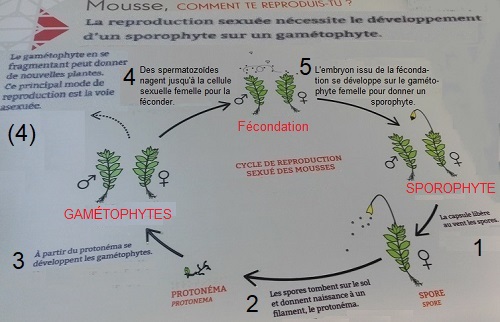 Mousse, COMMENT TE REPRODUIS-TU ?
La reproduction sexuée nécessite le développement
d'un sporophyte sur un gamétophyte.
Le gamétophyte en se
fragmentant peut donner
de nouvelles plantes.
Ce principal mode de
reproduction est la voie
asexuée.
(4)
4
Des spermatozoïdes
nagent jusqu'à la cellule
sexuelle femelle pour la
féconder.
5
L'embryon issu de la féconda-
tion se développe sur le gaméto-
phyte femelle pour donner un
sporophyte.
♂ ♀
Fécondation
♂ ♀
GAMÉTOPHYTES
CYCLE DE REPRODUCTION
SEXUÉ DES MOUSSES
♂ ♀
SPOROPHYTE
La capsule libère
au vent les spores.
1
3
À partir du protonéma se
développent les gamétophytes.
♀
PROTONÉMA
PROTONEMA
2
Les spores tombent sur le sol
et donnent naissance à un
filament, le protonéma.
SPORE
SPORE